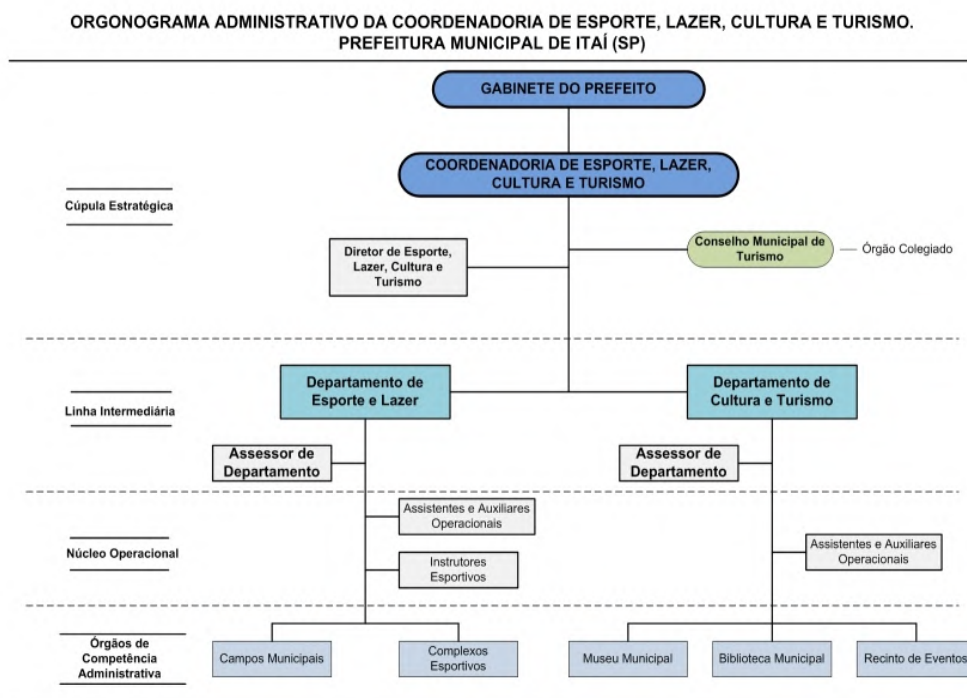 ORGONOGRAMA ADMINISTRATIVO DA COORDENADORIA DE ESPORTE, LAZER, CULTURA E TURISMO.
PREFEITURA MUNICIPAL DE ITAÍ (SP)
GABINETE DO PREFEITO
COORDENADORIA DE ESPORTE, LAZER,
CULTURA E TURISMO
Cúpula Estratégica
Diretor de Esporte,
Lazer, Cultura e
Turismo
Conselho Municipal de
Turismo
Órgão Colegiado
Linha Intermediária
Departamento de
Esporte e Lazer
Departamento de
Cultura e Turismo
Assessor de
Departamento
Assessor de
Departamento
Núcleo Operacional
Assistentes e Auxiliares
Operacionais
Instrutores
Esportivos
Assistentes e Auxiliares
Operacionais
Órgãos de
Competência
Administrativa
Campos Municipais
Complexos
Esportivos
Museu Municipal
Biblioteca Municipal
Recinto de Eventos